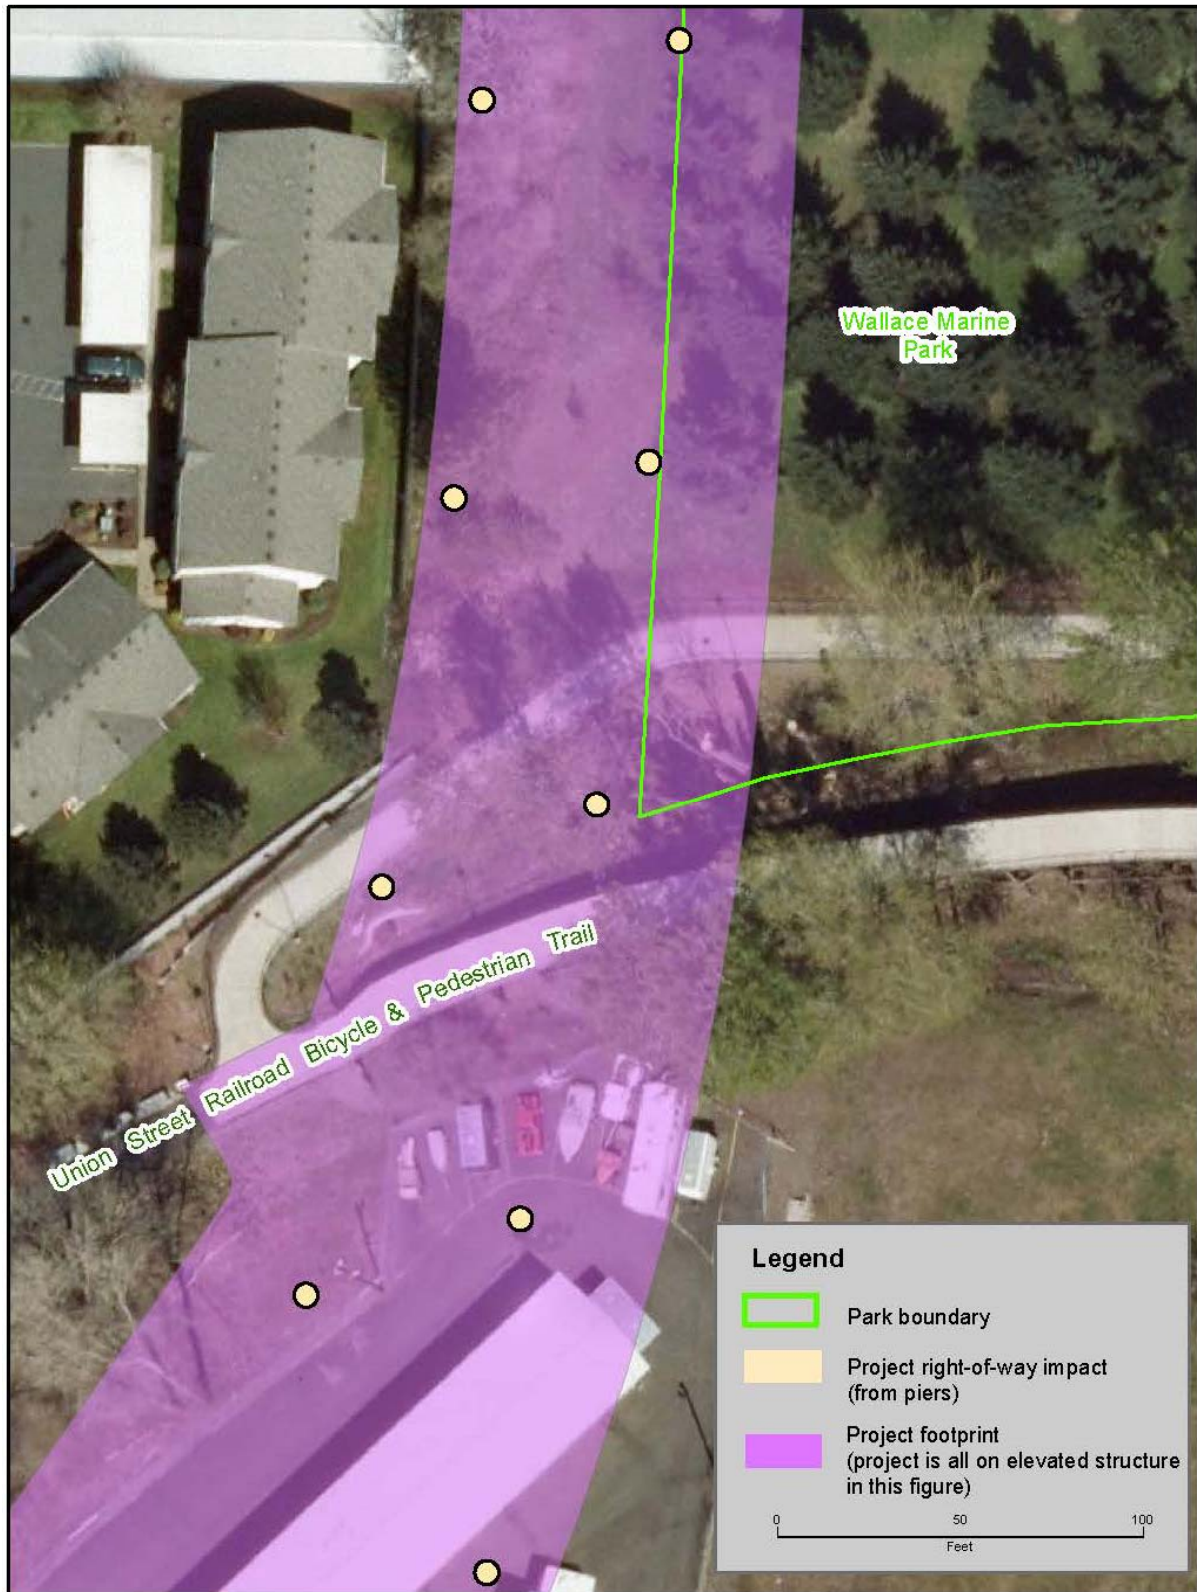 Wallace Marine
Park
Union Street Railroad Bicycle & Pedestrian Trail
Legend
Park boundary
Project right-of-way impact
(from piers)
Project footprint
(project is all on elevated structure
in this figure)
0 50 100
Feet